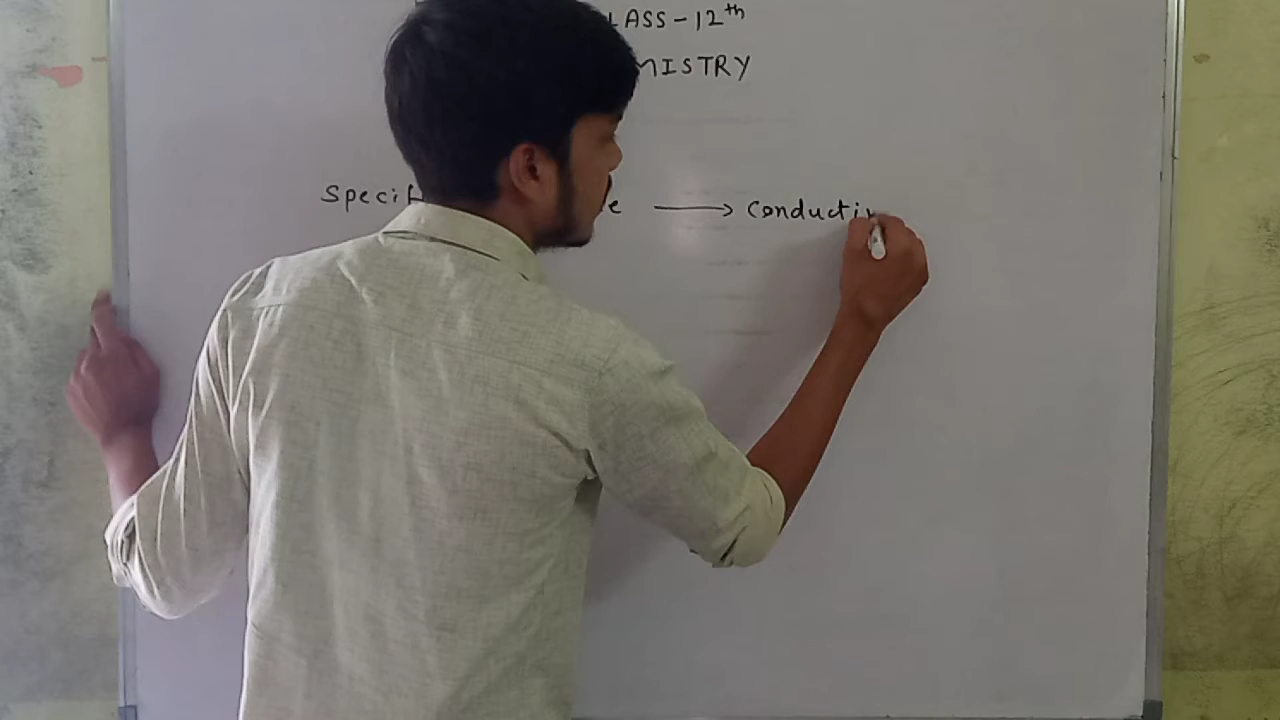 LASS-12th
MISTRY
Specif e → Conducti